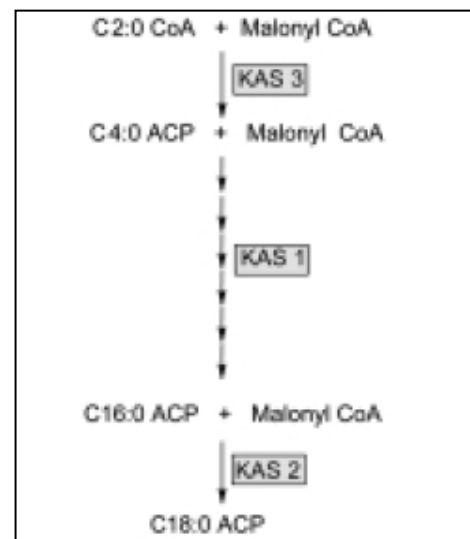 C2:0 CoA + Malonyl CoA
KAS 3
C4:0 ACP + Malonyl CoA
KAS 1
C16:0 ACP + Malonyl CoA
KAS 2
C18:0 ACP